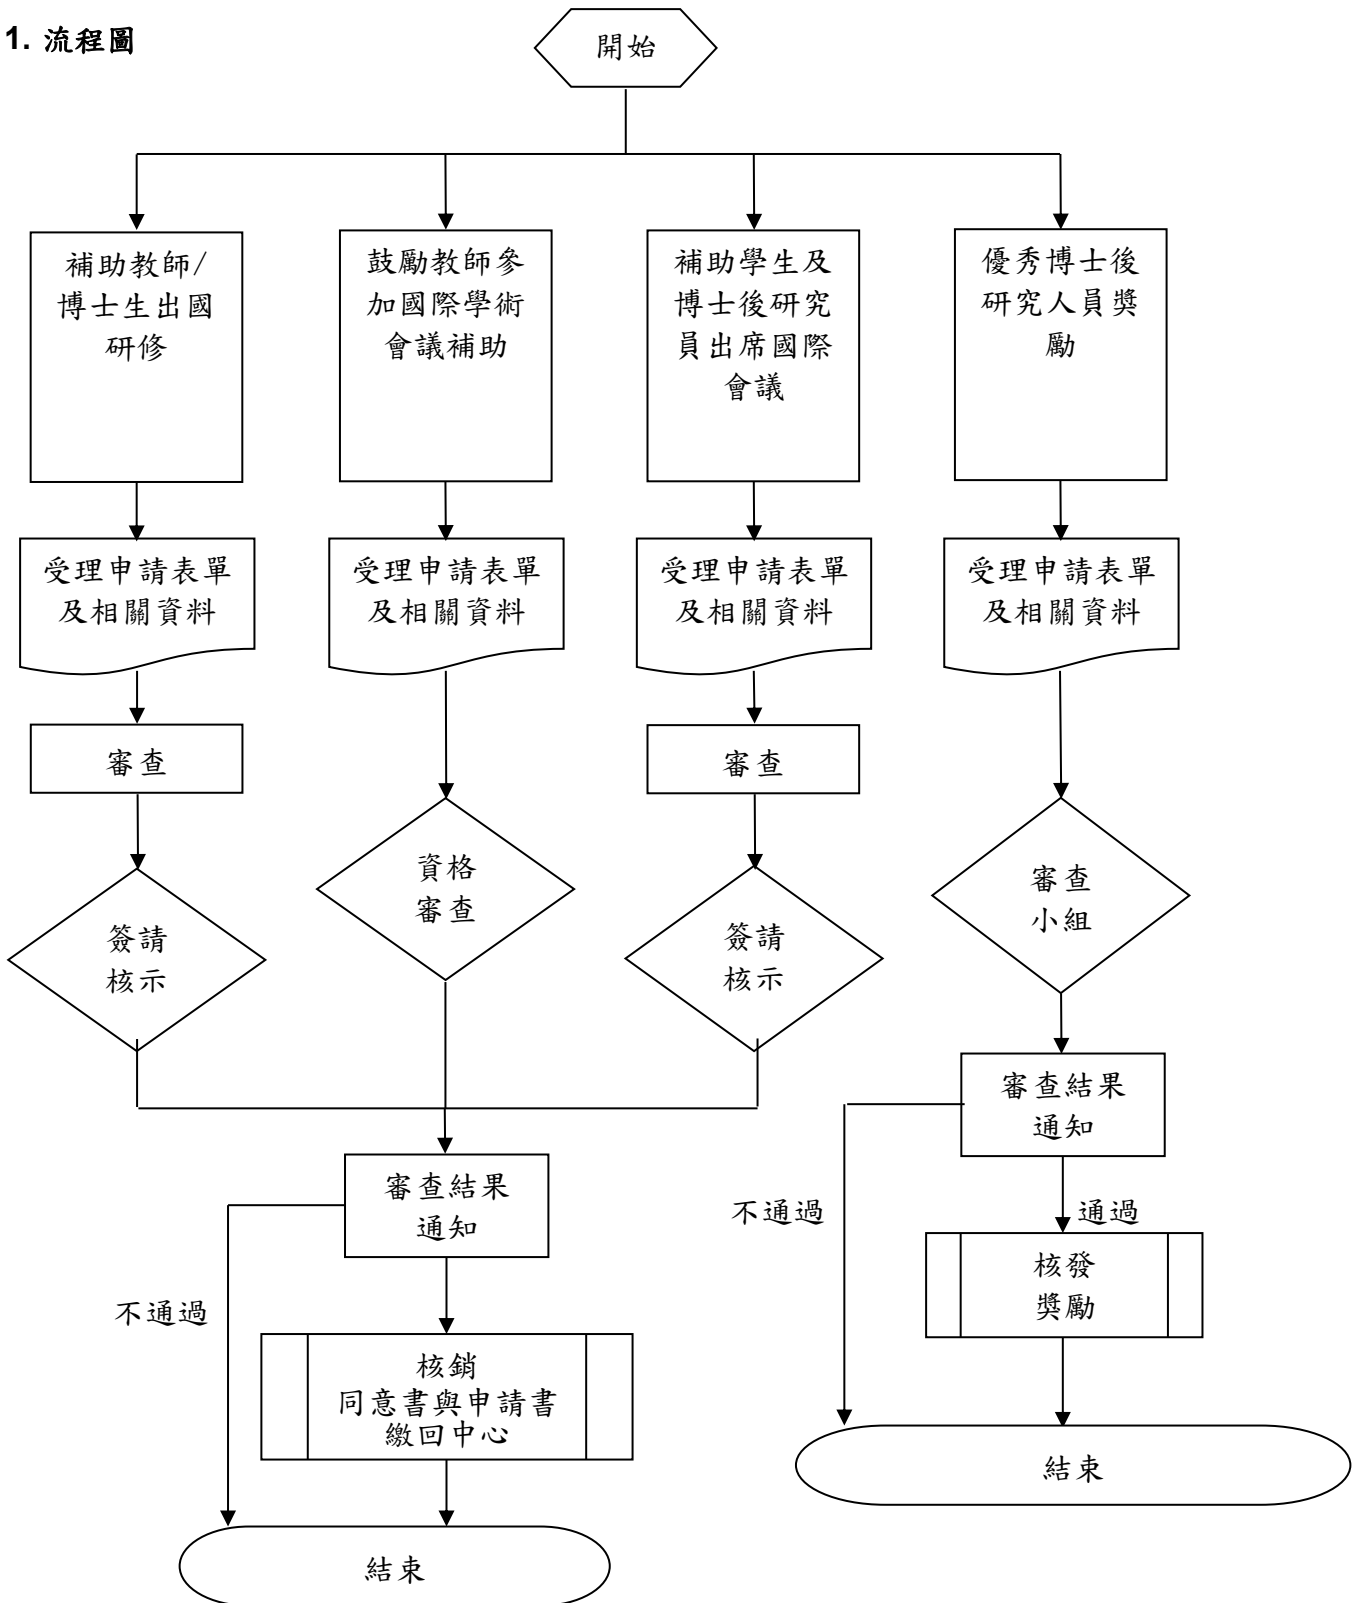 1. 流程圖
開始
補助教師/
博士生出國
研修
鼓勵教師參
加國際學術
會議補助
補助學生及
博士後研究
員出席國際
會議
優秀博士後
研究人員獎
勵
受理申請表單
及相關資料
受理申請表單
及相關資料
受理申請表單
及相關資料
受理申請表單
及相關資料
審查
審查
資格
審查
審查
小組
簽請
核示
簽請
核示
審查結果
通知
審查結果
通知
不通過
通過
不通過
核發
獎勵
核銷
同意書與申請書
繳回中心
結束
結束